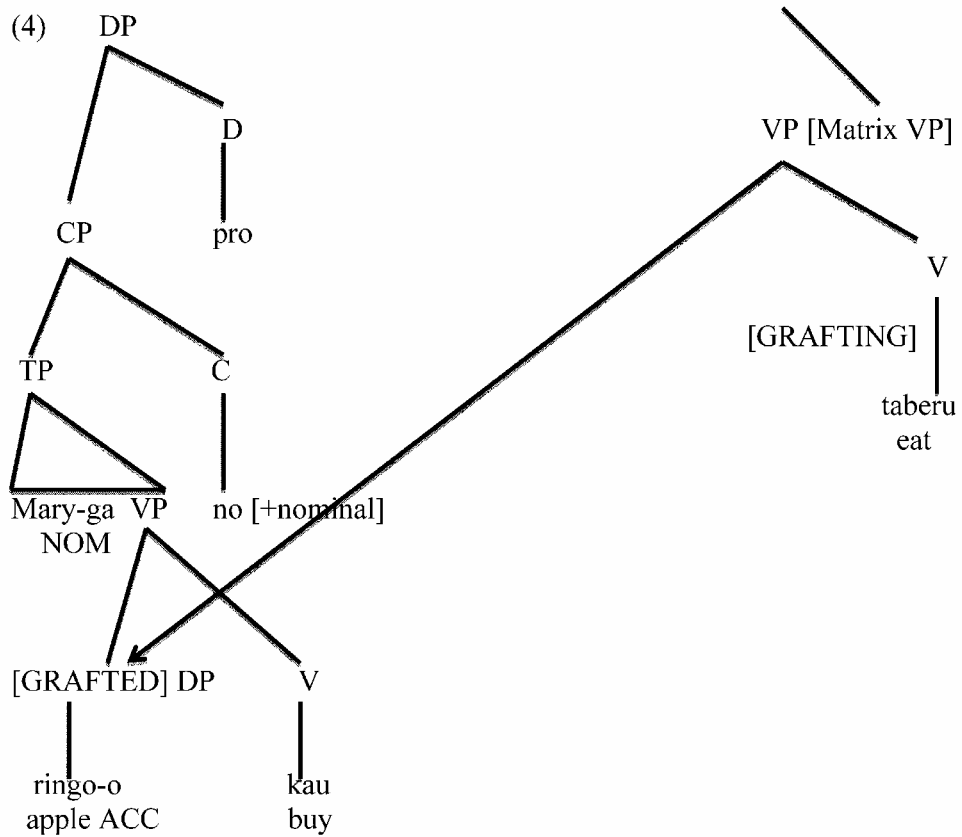 (4) DP
D
VP [Matrix VP]
CP pro
V
[GRAFTING]
TP C
taberu
eat
Mary-ga VP no [+nominal]
NOM
[GRAFTED] DP V
ringo-o kau
apple ACC buy